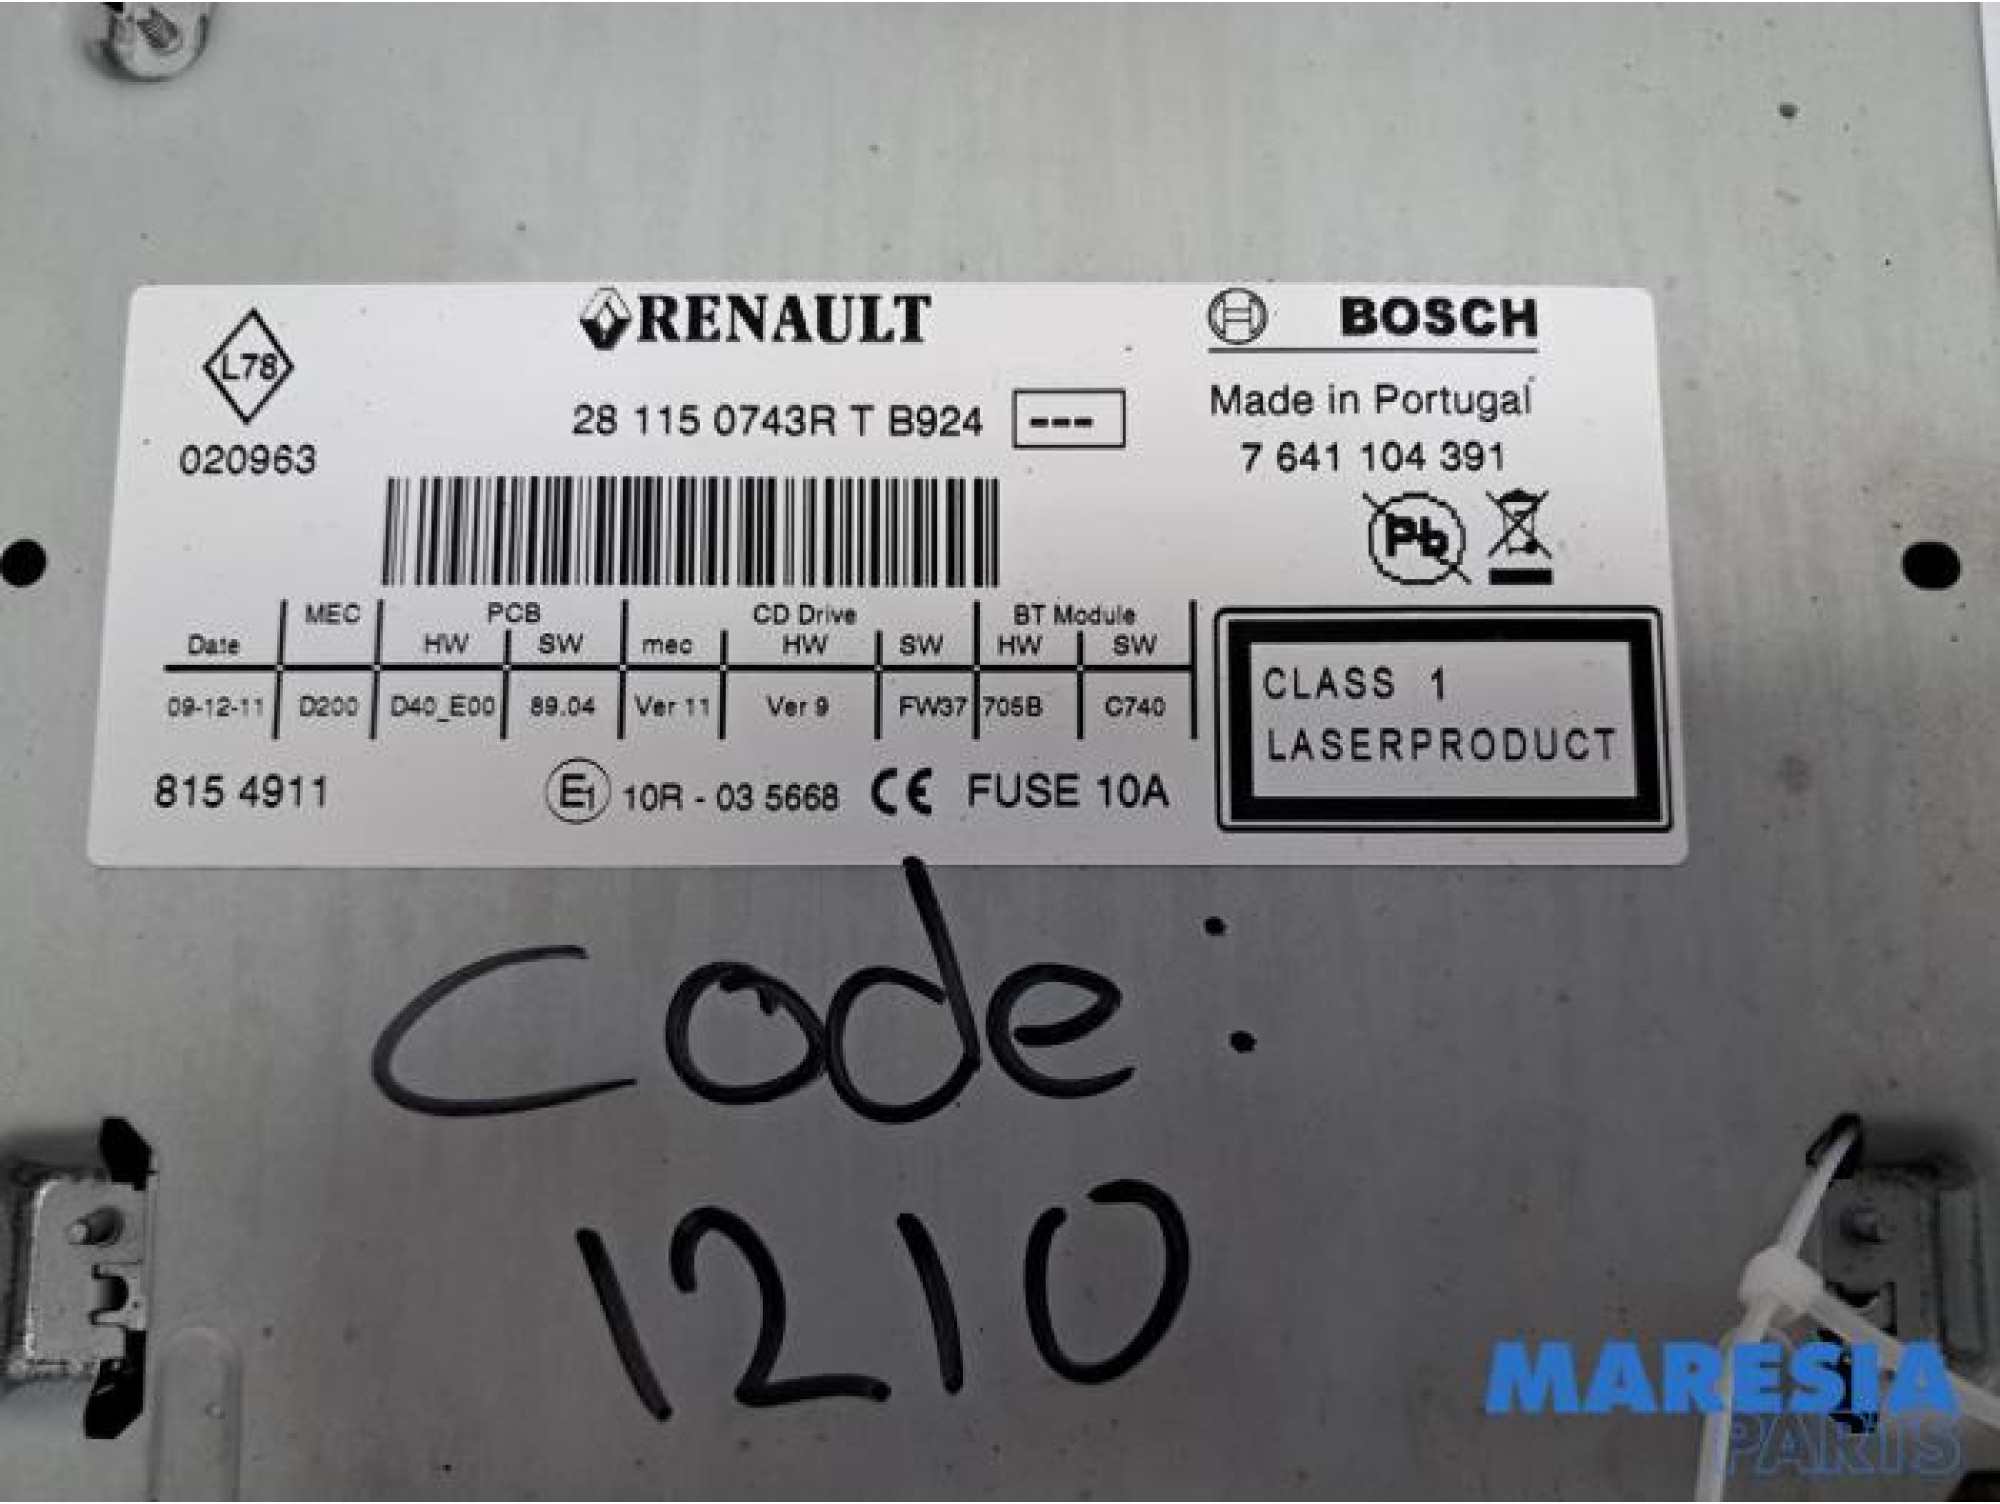 L78
020963
RENAULT
28 115 0743R T B924 ---
BOSCH
Made in Portugal
7 641 104 391
Pb
MEC PCB CD Drive BT Module
Date HW SW mec HW SW HW SW
09-12-11 D200 D40_E00 89.04 Ver 11 Ver 9 FW37 705B C740
CLASS 1
LASERPRODUCT
815 4911 E1 10R - 03 5668 CE FUSE 10A
Code:
1210
MARESIA
PARTS